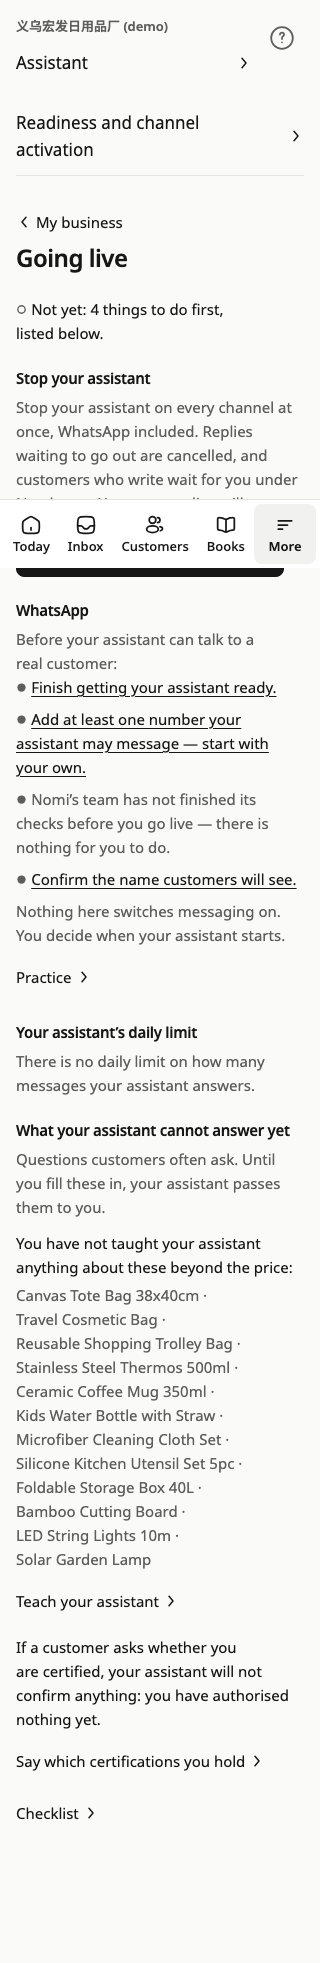 义乌宏发日用品厂 (demo)
Assistant
Readiness and channel
activation
My business
Going live
Not yet: 4 things to do first,
listed below.
Stop your assistant
Stop your assistant on every channel at
once, WhatsApp included. Replies
waiting to go out are cancelled, and
customers who write wait for you under
Today
Inbox
Customers
Books
More
WhatsApp
Before your assistant can talk to a
real customer:
Finish getting your assistant ready.
Add at least one number your
assistant may message — start with
your own.
Nomi’s team has not finished its
checks before you go live — there is
nothing for you to do.
Confirm the name customers will see.
Nothing here switches messaging on.
You decide when your assistant starts.
Practice
Your assistant’s daily limit
There is no daily limit on how many
messages your assistant answers.
What your assistant cannot answer yet
Questions customers often ask. Until
you fill these in, your assistant passes
them to you.
You have not taught your assistant
anything about these beyond the price:
Canvas Tote Bag 38x40cm ·
Travel Cosmetic Bag ·
Reusable Shopping Trolley Bag ·
Stainless Steel Thermos 500ml ·
Ceramic Coffee Mug 350ml ·
Kids Water Bottle with Straw ·
Microfiber Cleaning Cloth Set ·
Silicone Kitchen Utensil Set 5pc ·
Foldable Storage Box 40L ·
Bamboo Cutting Board ·
LED String Lights 10m ·
Solar Garden Lamp
Teach your assistant
If a customer asks whether you
are certified, your assistant will not
confirm anything: you have authorised
nothing yet.
Say which certifications you hold
Checklist